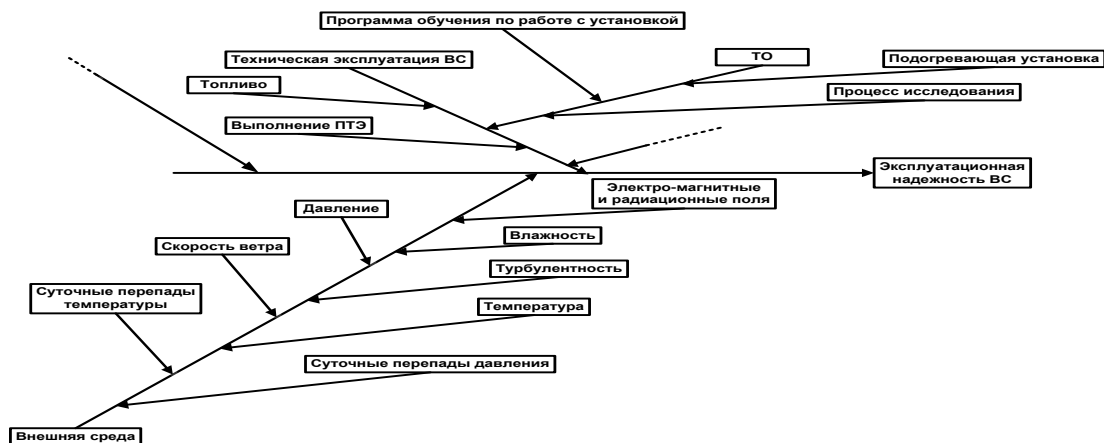 Программа обучения по работе с установкой
Техническая эксплуатация ВС
ТО
Подогревающая установка
Топливо
Процесс исследования
Выполнение ПТЭ
Эксплуатационная
надежность ВС
Электро-магнитные
и радиационные поля
Давление
Влажность
Скорость ветра
Турбулентность
Суточные перепады
температуры
Температура
Суточные перепады давления
Внешняя среда